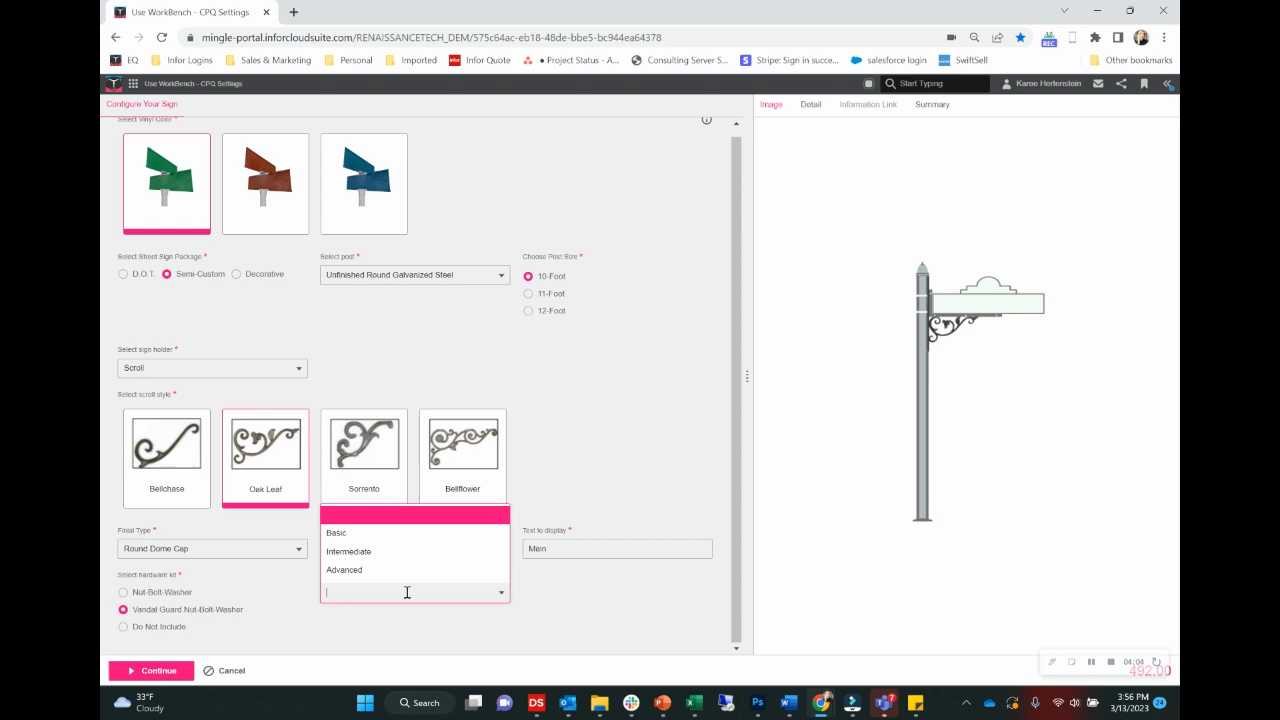 Use WorkBench - CPQ Settings
mingle-portal.inforcloudsuite.com/RENAISSANCETECH_DEM/575c64ac-eb18-48de-bbe5-bc944ea64378
REC
EQ
Infor Logins
Sales & Marketing
Personal
Imported
infor
Infor Quote
• Project Status - A...
Consulting Server S...
S
Stripe: Sign in succe...
salesforce login
SwiftSell
Other bookmarks
Use WorkBench - CPQ Settings
Start Typing
Karee Hertenstein
Configure Your Sign
Image
Detail
Information Link
Summary
Select Vinyl Color *
Select Street Sign Package *
D.O.T.
Semi-Custom
Decorative
Select post *
Unfinished Round Galvanized Steel
Choose Post Size *
10-Foot
11-Foot
12-Foot
Select sign holder *
Scroll
Select scroll style *
Bellchase
Oak Leaf
Sorrento
Bellflower
Basic
Intermediate
Advanced
Finial Type *
Round Dome Cap
Text to display *
Main
Select hardware kit *
Nut-Bolt-Washer
Vandal Guard Nut-Bolt-Washer
Do Not Include
Continue
Cancel
04:04
492.00
33°F
Cloudy
Search
DS
7
3:56 PM
3/13/2023
24